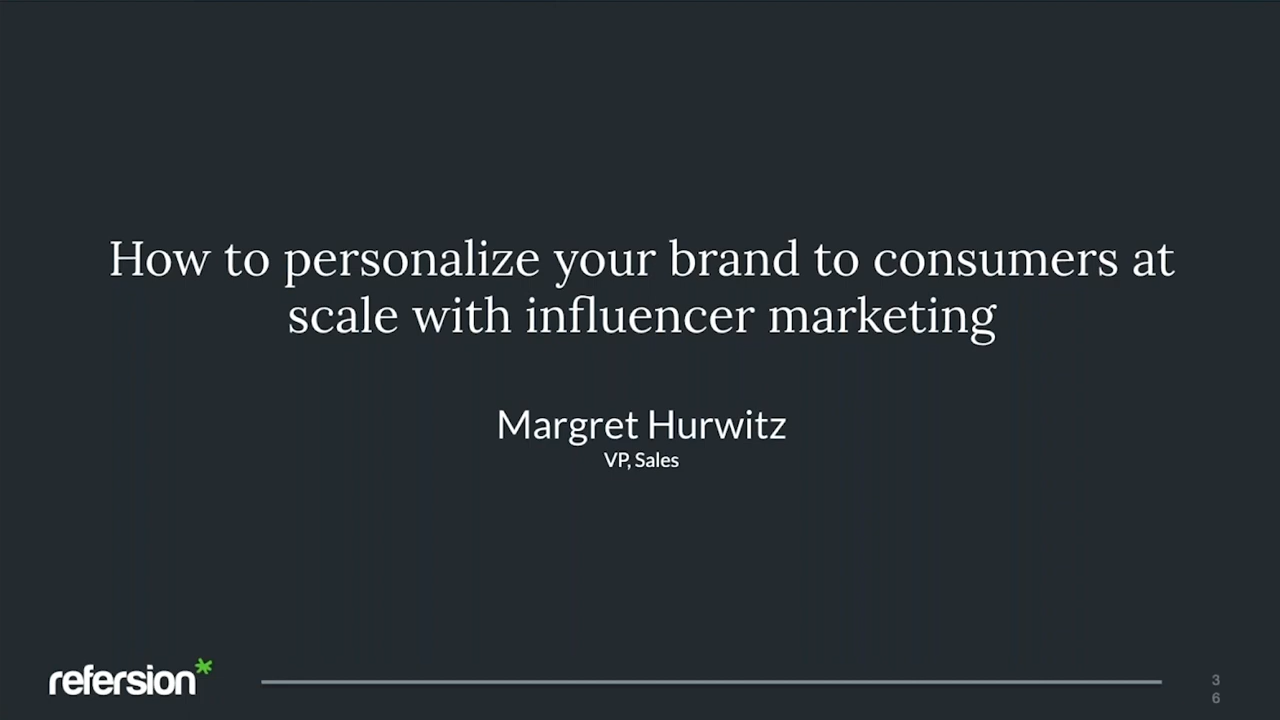 How to personalize your brand to consumers at
scale with influencer marketing
Margret Hurwitz
VP, Sales
refersion
3
6